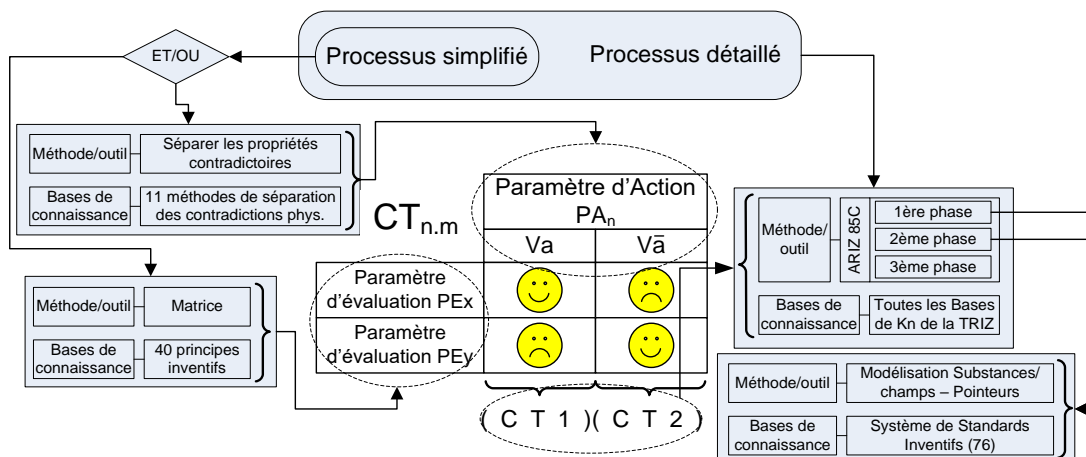 ET/OU
Processus simplifié
Processus détaillé
Méthode/outil
Séparer les propriétés
contradictoires
Bases de
connaissance
11 méthodes de séparation
des contradictions phys.
CTn.m
Paramètre d'Action
PAn
Va
Vā
Paramètre
d'évaluation PEx
Paramètre
d'évaluation PEy
( C T 1 )( C T 2 )
Méthode/outil
Matrice
Bases de
connaissance
40 principes
inventifs
Méthode/
outil
ARIZ 85C
1ère phase
2ème phase
3ème phase
Bases de
connaissance
Toutes les Bases
de Kn de la TRIZ
Méthode/outil
Modélisation Substances/
champs – Pointeurs
Bases de
connaissance
Système de Standards
Inventifs (76)